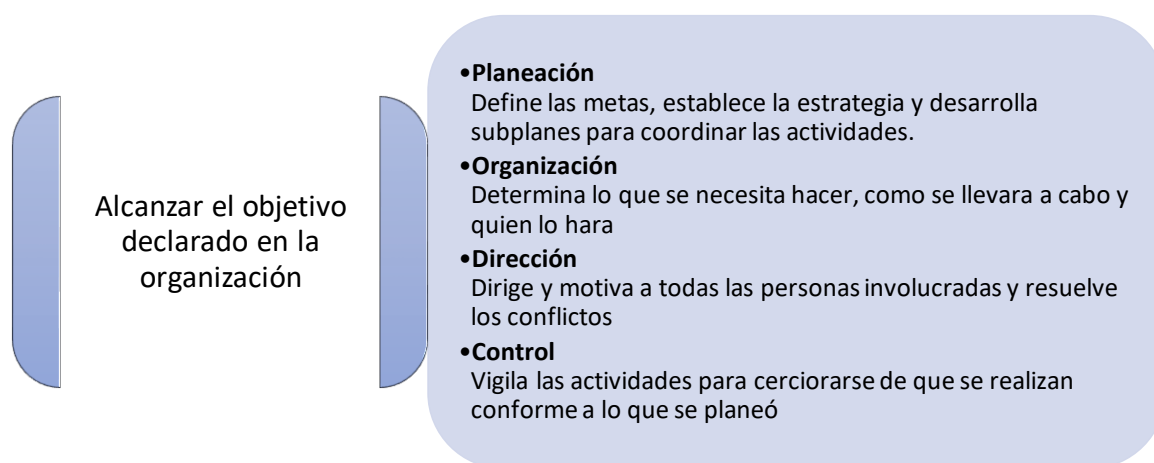 Alcanzar el objetivo
declarado en la
organización
•Planeación
Define las metas, establece la estrategia y desarrolla
subplanes para coordinar las actividades.
•Organización
Determina lo que se necesita hacer, como se llevara a cabo y
quien lo hara
•Dirección
Dirige y motiva a todas las personas involucradas y resuelve
los conflictos
•Control
Vigila las actividades para cerciorarse de que se realizan
conforme a lo que se planeó